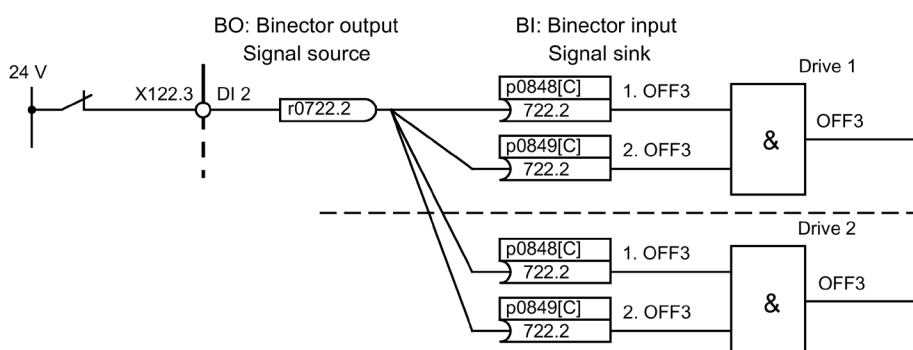 BO: Binector output
Signal source
BI: Binector input
Signal sink
24 V
X122.3
DI 2
r0722.2
p0848[C]
722.2
1. OFF3
p0849[C]
722.2
2. OFF3
Drive 1
&
OFF3
Drive 2
p0848[C]
722.2
1. OFF3
p0849[C]
722.2
2. OFF3
&
OFF3